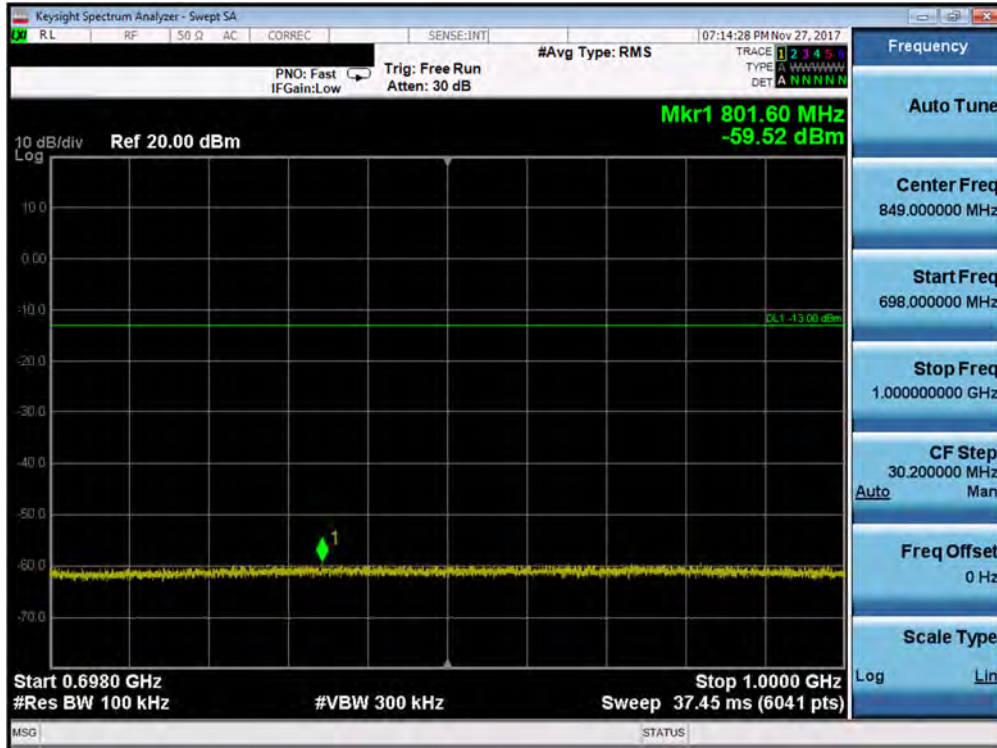 Keysight Spectrum Analyzer - Swept SA
LXI RL RF 50 Ω AC CORREC SENSE:INT 07:14:28 PM Nov 27, 2017
#Avg Type: RMS
TRACE 1 2 3 4 5 6
TYPE A WWWWW
DET A N N N N N
PNO: Fast
IFGain:Low
Trig: Free Run
Atten: 30 dB
Mkr1 801.60 MHz
-59.52 dBm
10 dB/div Ref 20.00 dBm
Log
10.0
0.00
-10.0
DL1 -13.00 dBm
-20.0
-30.0
-40.0
-50.0
1
-60.0
-70.0
Start 0.6980 GHz Stop 1.0000 GHz
#Res BW 100 kHz #VBW 300 kHz Sweep 37.45 ms (6041 pts)
MSG STATUS
Frequency
Auto Tune
Center Freq
849.000000 MHz
Start Freq
698.000000 MHz
Stop Freq
1.000000000 GHz
CF Step
30.200000 MHz
Auto Man
Freq Offset
0 Hz
Scale Type
Log Lin